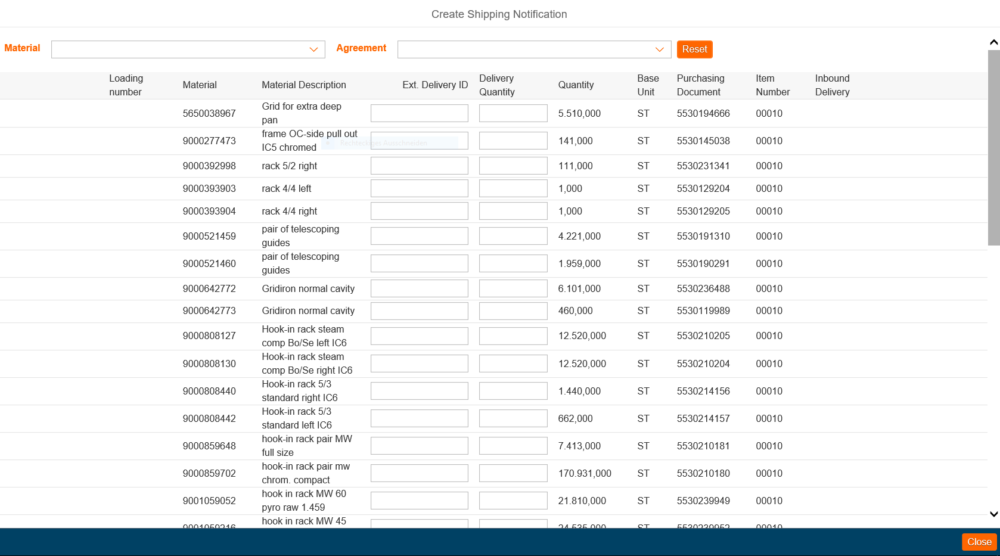 Create Shipping Notification
Material
Agreement
Reset
Loading number
Material
Material Description
Ext. Delivery ID
Delivery Quantity
Quantity
Base Unit
Purchasing Document
Item Number
Inbound Delivery
5650038967 Grid for extra deep pan 5.510,000 ST 5530194666 00010
9000277473 frame OC-side pull out IC5 chromed 141,000 ST 5530145038 00010
Rechteckiges Ausschneiden
9000392998 rack 5/2 right 111,000 ST 5530231341 00010
9000393903 rack 4/4 left 1,000 ST 5530129204 00010
9000393904 rack 4/4 right 1,000 ST 5530129205 00010
9000521459 pair of telescoping guides 4.221,000 ST 5530191310 00010
9000521460 pair of telescoping guides 1.959,000 ST 5530190291 00010
9000642772 Gridiron normal cavity 6.101,000 ST 5530236488 00010
9000642773 Gridiron normal cavity 460,000 ST 5530119989 00010
9000808127 Hook-in rack steam comp Bo/Se left IC6 12.520,000 ST 5530210205 00010
9000808130 Hook-in rack steam comp Bo/Se right IC6 12.520,000 ST 5530210204 00010
9000808440 Hook-in rack 5/3 standard right IC6 1.440,000 ST 5530214156 00010
9000808442 Hook-in rack 5/3 standard left IC6 662,000 ST 5530214157 00010
9000859648 hook-in rack pair MW full size 7.413,000 ST 5530210181 00010
9000859702 hook-in rack pair mw chrom. compact 170.931,000 ST 5530210180 00010
9001059052 hook in rack MW 60 pyro raw 1.459 21.810,000 ST 5530239949 00010
hook in rack MW 45
Close